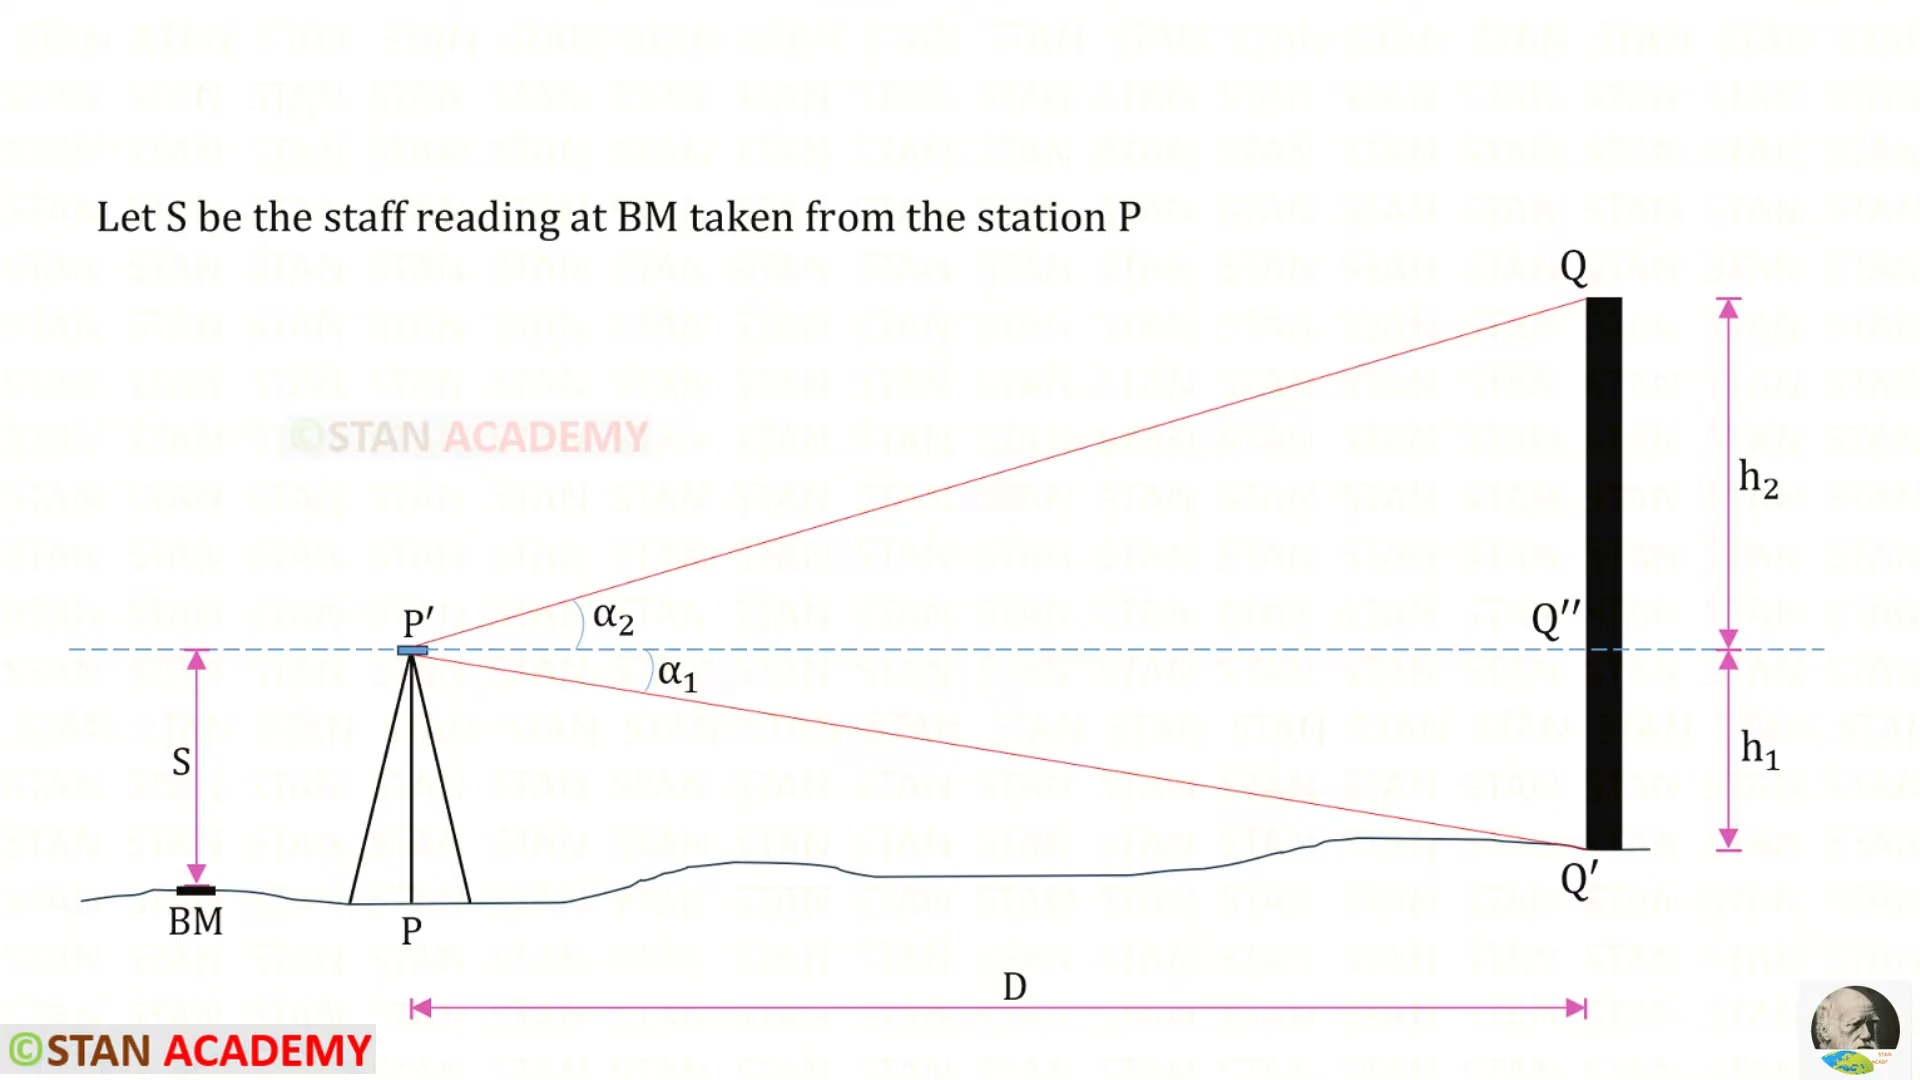 Let S be the staff reading at BM taken from the station P
Q
©STAN ACADEMY
h₂
P′
α₂
Q′′
α₁
S
h₁
BM
P
Q′
D
©STAN ACADEMY